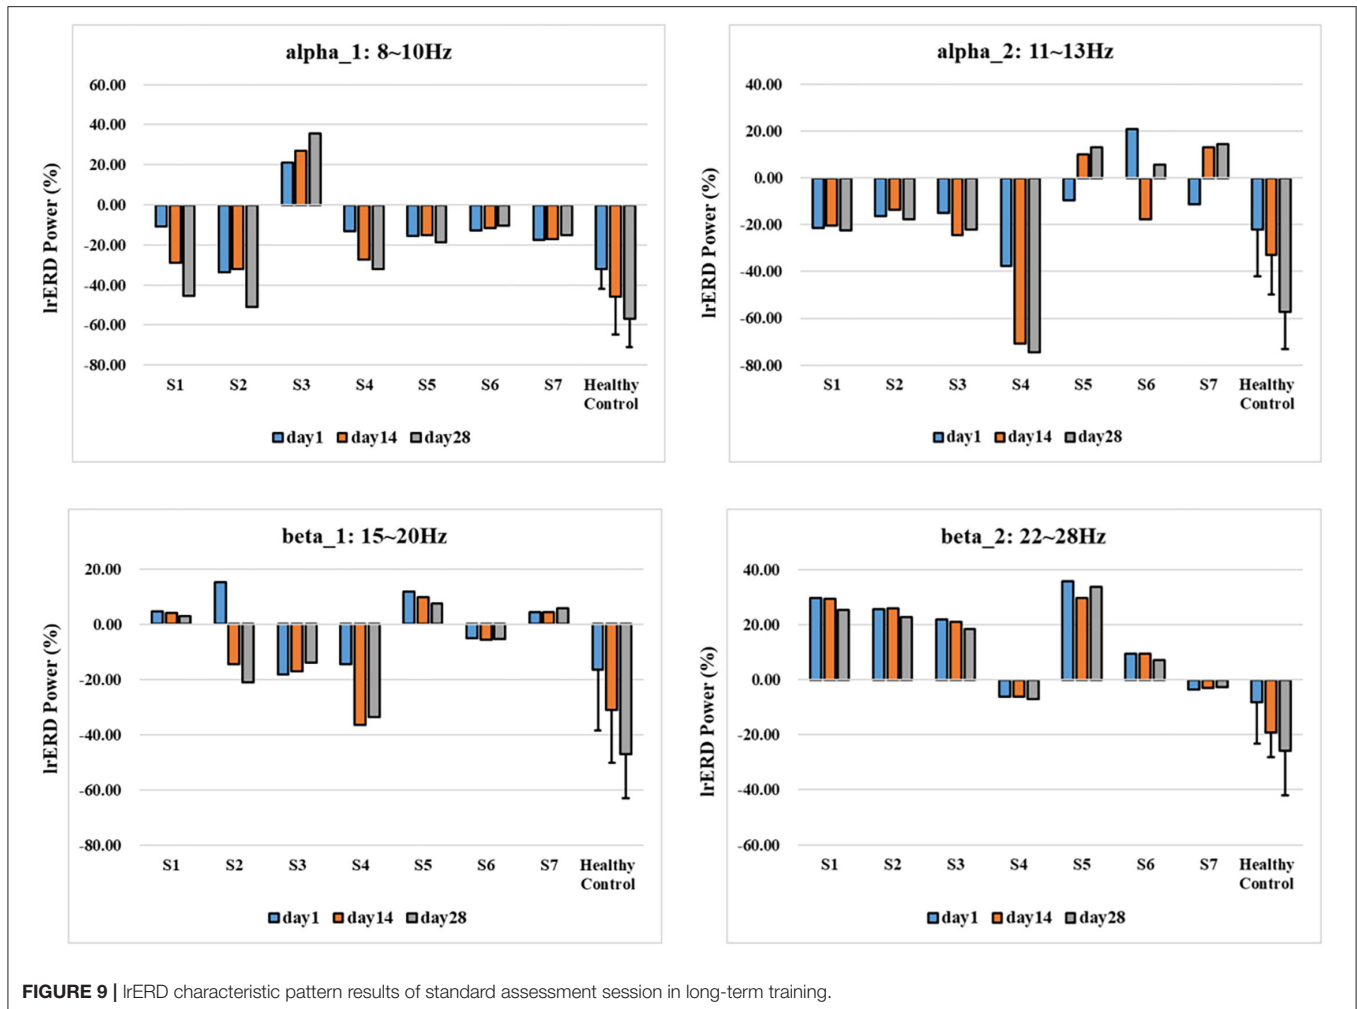 alpha_1: 8~10Hz
lrERD Power (%)
60.00
40.00
20.00
0.00
-20.00
-40.00
-60.00
-80.00
S1 S2 S3 S4 S5 S6 S7 Healthy
Control
day1 day14 day28
alpha_2: 11~13Hz
lrERD Power (%)
40.00
20.00
0.00
-20.00
-40.00
-60.00
-80.00
S1 S2 S3 S4 S5 S6 S7 Healthy
Control
day1 day14 day28
beta_1: 15~20Hz
lrERD Power (%)
20.00
0.00
-20.00
-40.00
-60.00
-80.00
S1 S2 S3 S4 S5 S6 S7 Healthy
Control
day1 day14 day28
beta_2: 22~28Hz
lrERD Power (%)
40.00
20.00
0.00
-20.00
-40.00
-60.00
S1 S2 S3 S4 S5 S6 S7 Healthy
Control
day1 day14 day28
FIGURE 9 | lrERD characteristic pattern results of standard assessment session in long-term training.